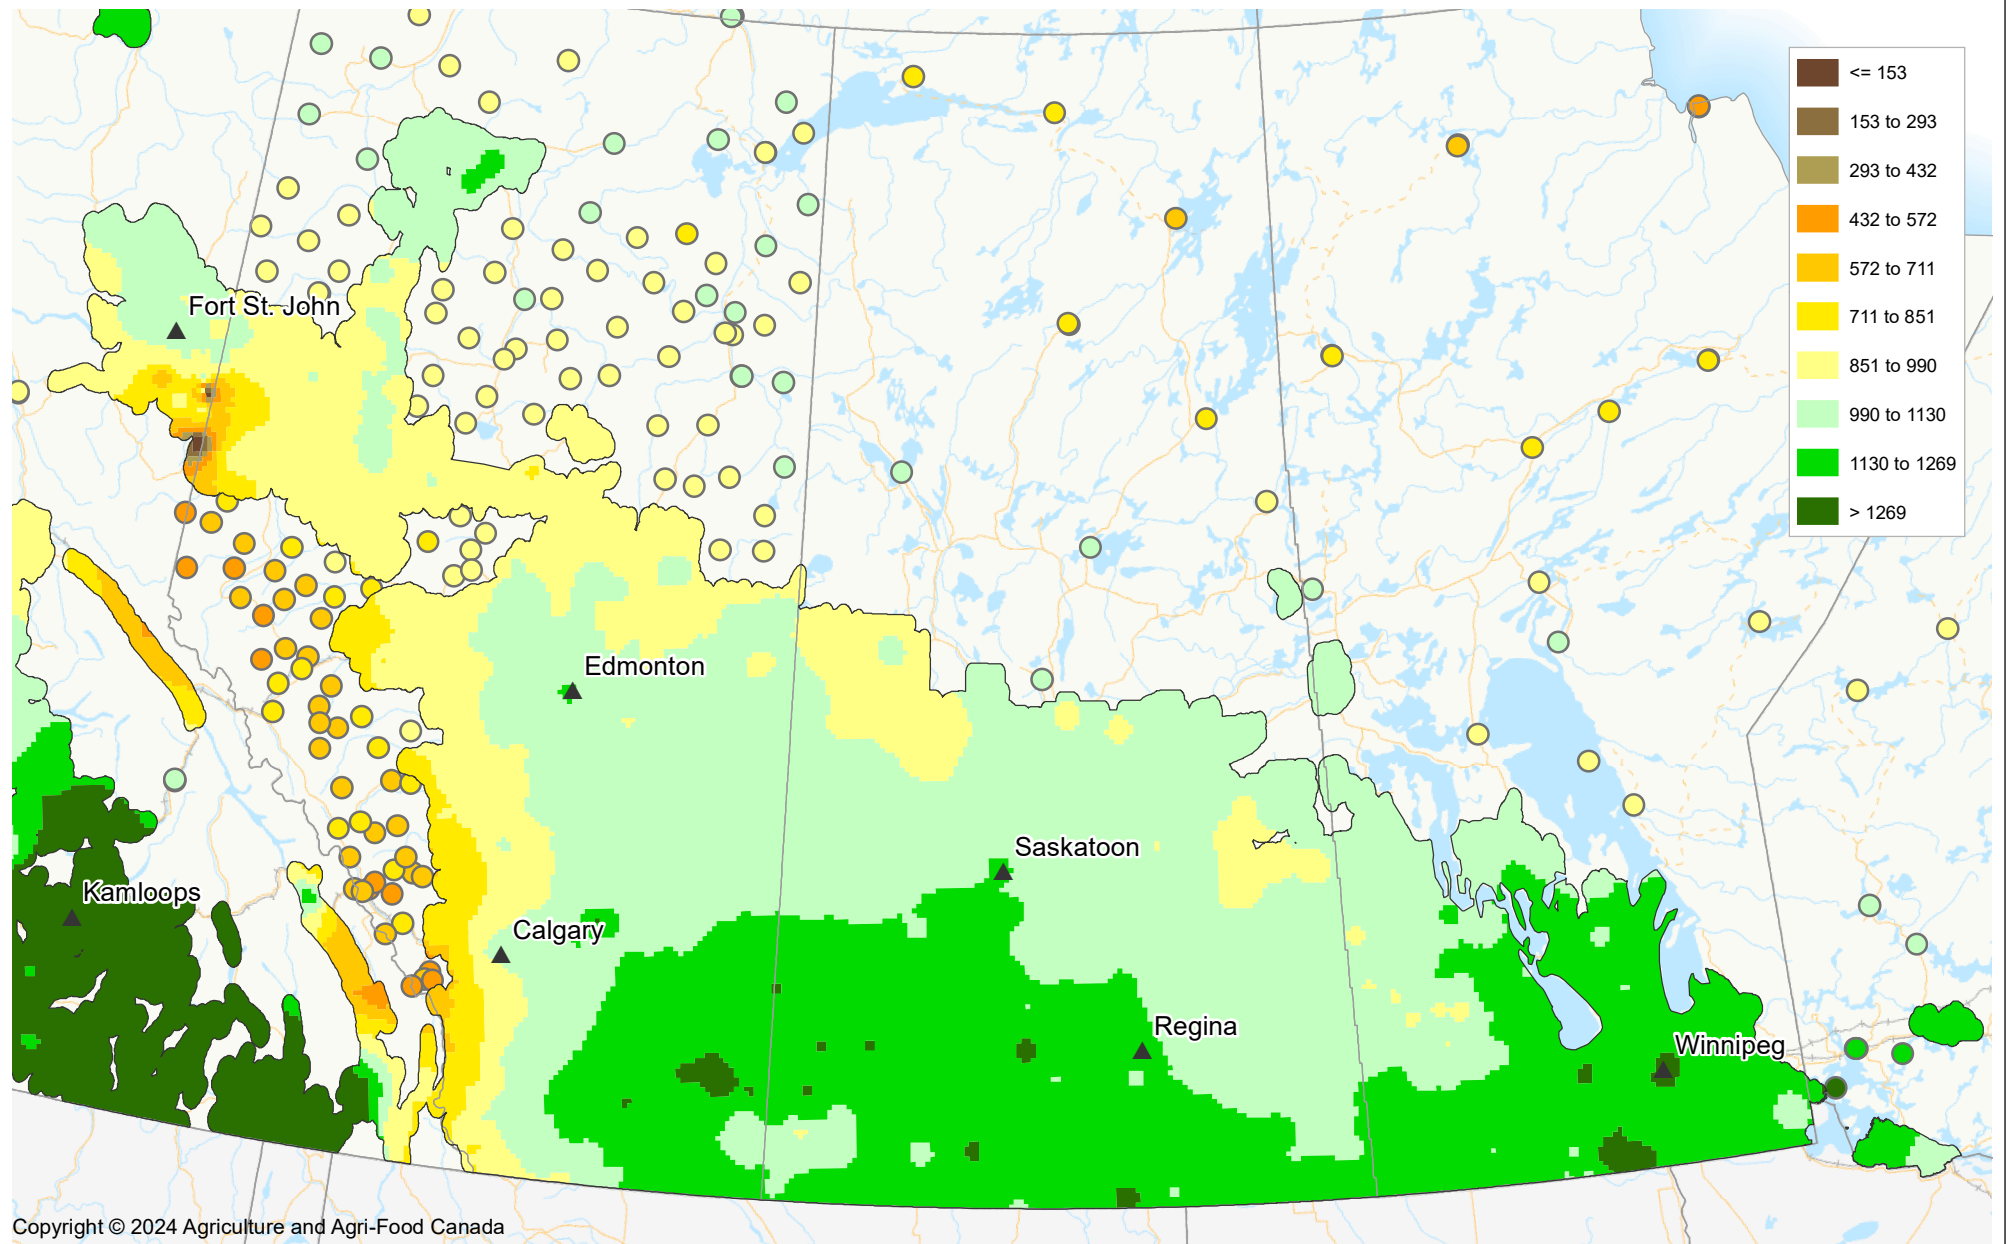 <= 153
153 to 293
293 to 432
432 to 572
572 to 711
711 to 851
851 to 990
990 to 1130
1130 to 1269
> 1269
Fort St. John
Edmonton
Saskatoon
Kamloops
Calgary
Regina
Winnipeg
Copyright © 2024 Agriculture and Agri-Food Canada